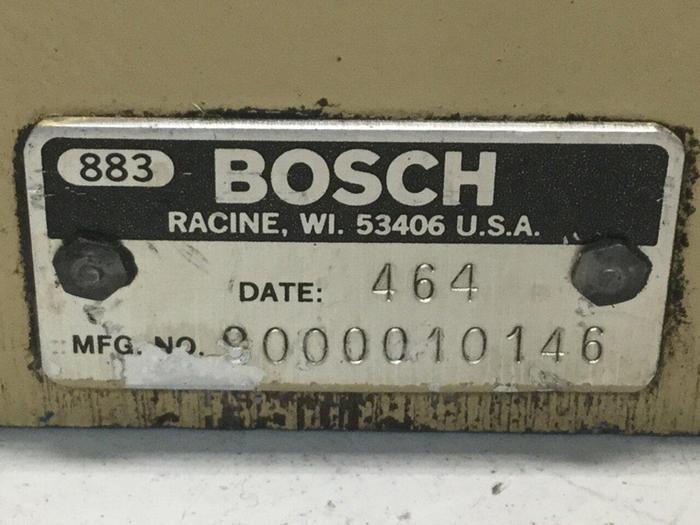 883 BOSCH
RACINE, WI. 53406 U.S.A.
DATE: 464
MFG. NO. 9000010146